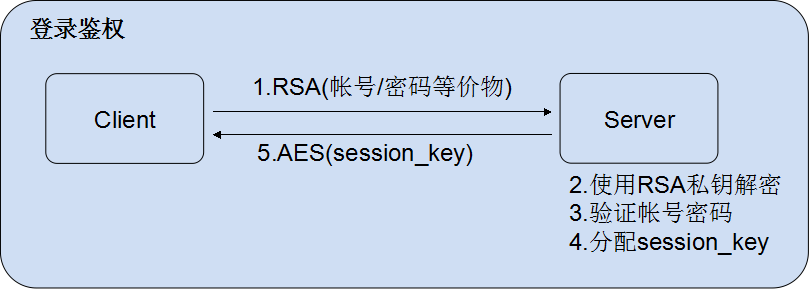 登录鉴权
1.RSA(帐号/密码等价物)
Client
Server
5.AES(session_key)
2.使用RSA私钥解密
3.验证帐号密码
4.分配session_key